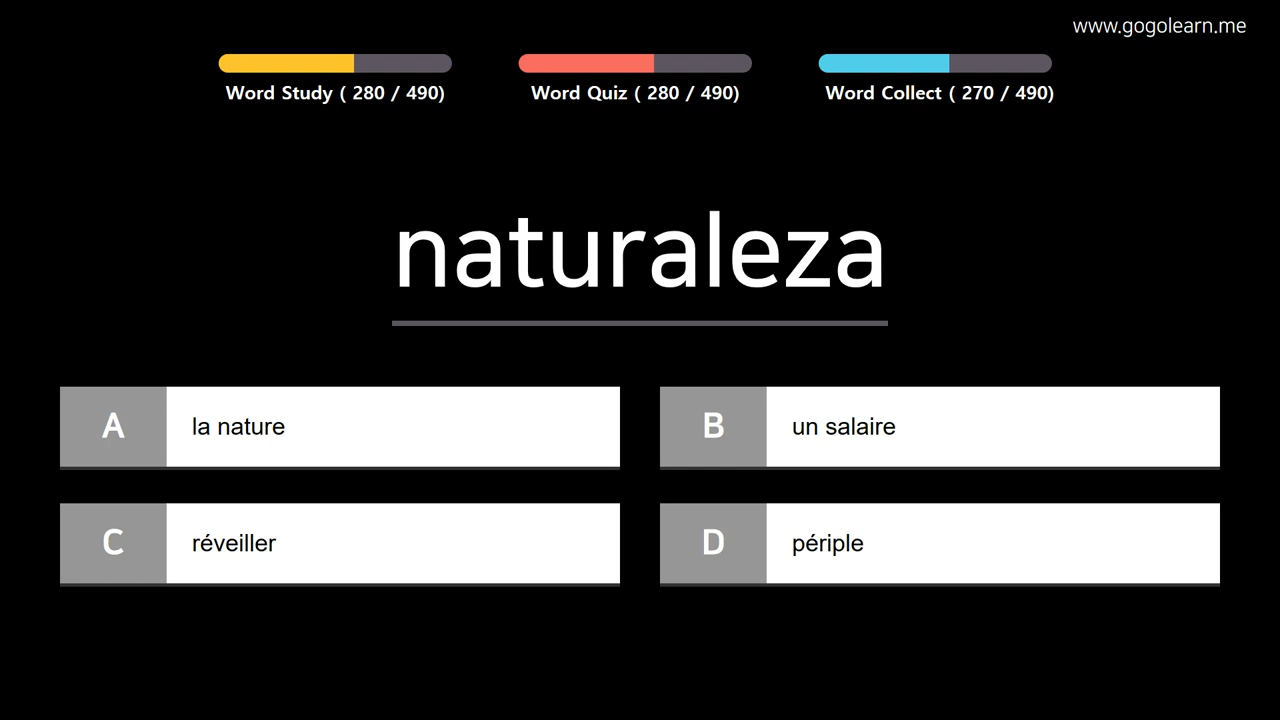 www.gogolearn.me
Word Study ( 280 / 490)
Word Quiz ( 280 / 490)
Word Collect ( 270 / 490)
naturaleza
A
la nature
B
un salaire
C
réveiller
D
périple